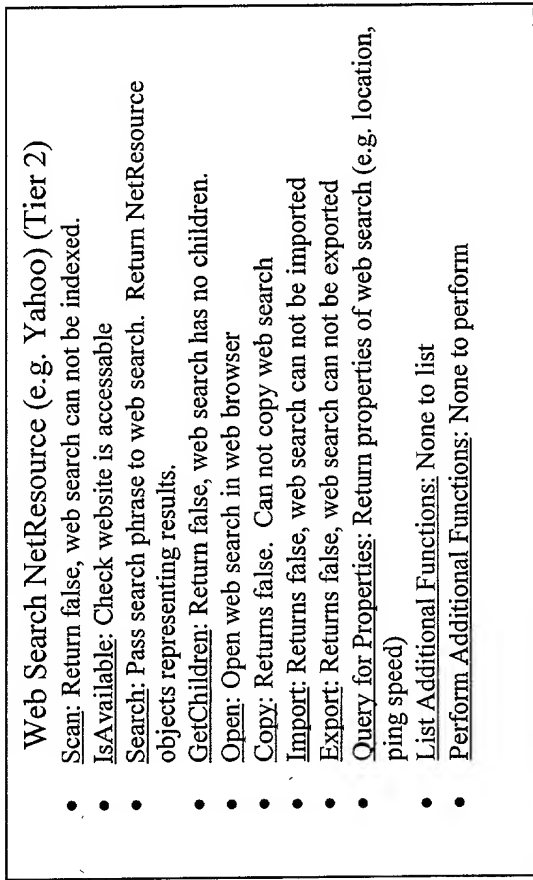 Web Search NetResource (e.g. Yahoo) (Tier 2)
• Scan: Return false, web search can not be indexed.
• IsAvailable: Check website is accessable
• Search: Pass search phrase to web search. Return NetResource
objects representing results.
• GetChildren: Return false, web search has no children.
• Open: Open web search in web browser
• Copy: Returns false. Can not copy web search
• Import: Returns false, web search can not be imported
• Export: Returns false, web search can not be exported
• Query for Properties: Return properties of web search (e.g. location,
ping speed)
• List Additional Functions: None to list
• Perform Additional Functions: None to perform